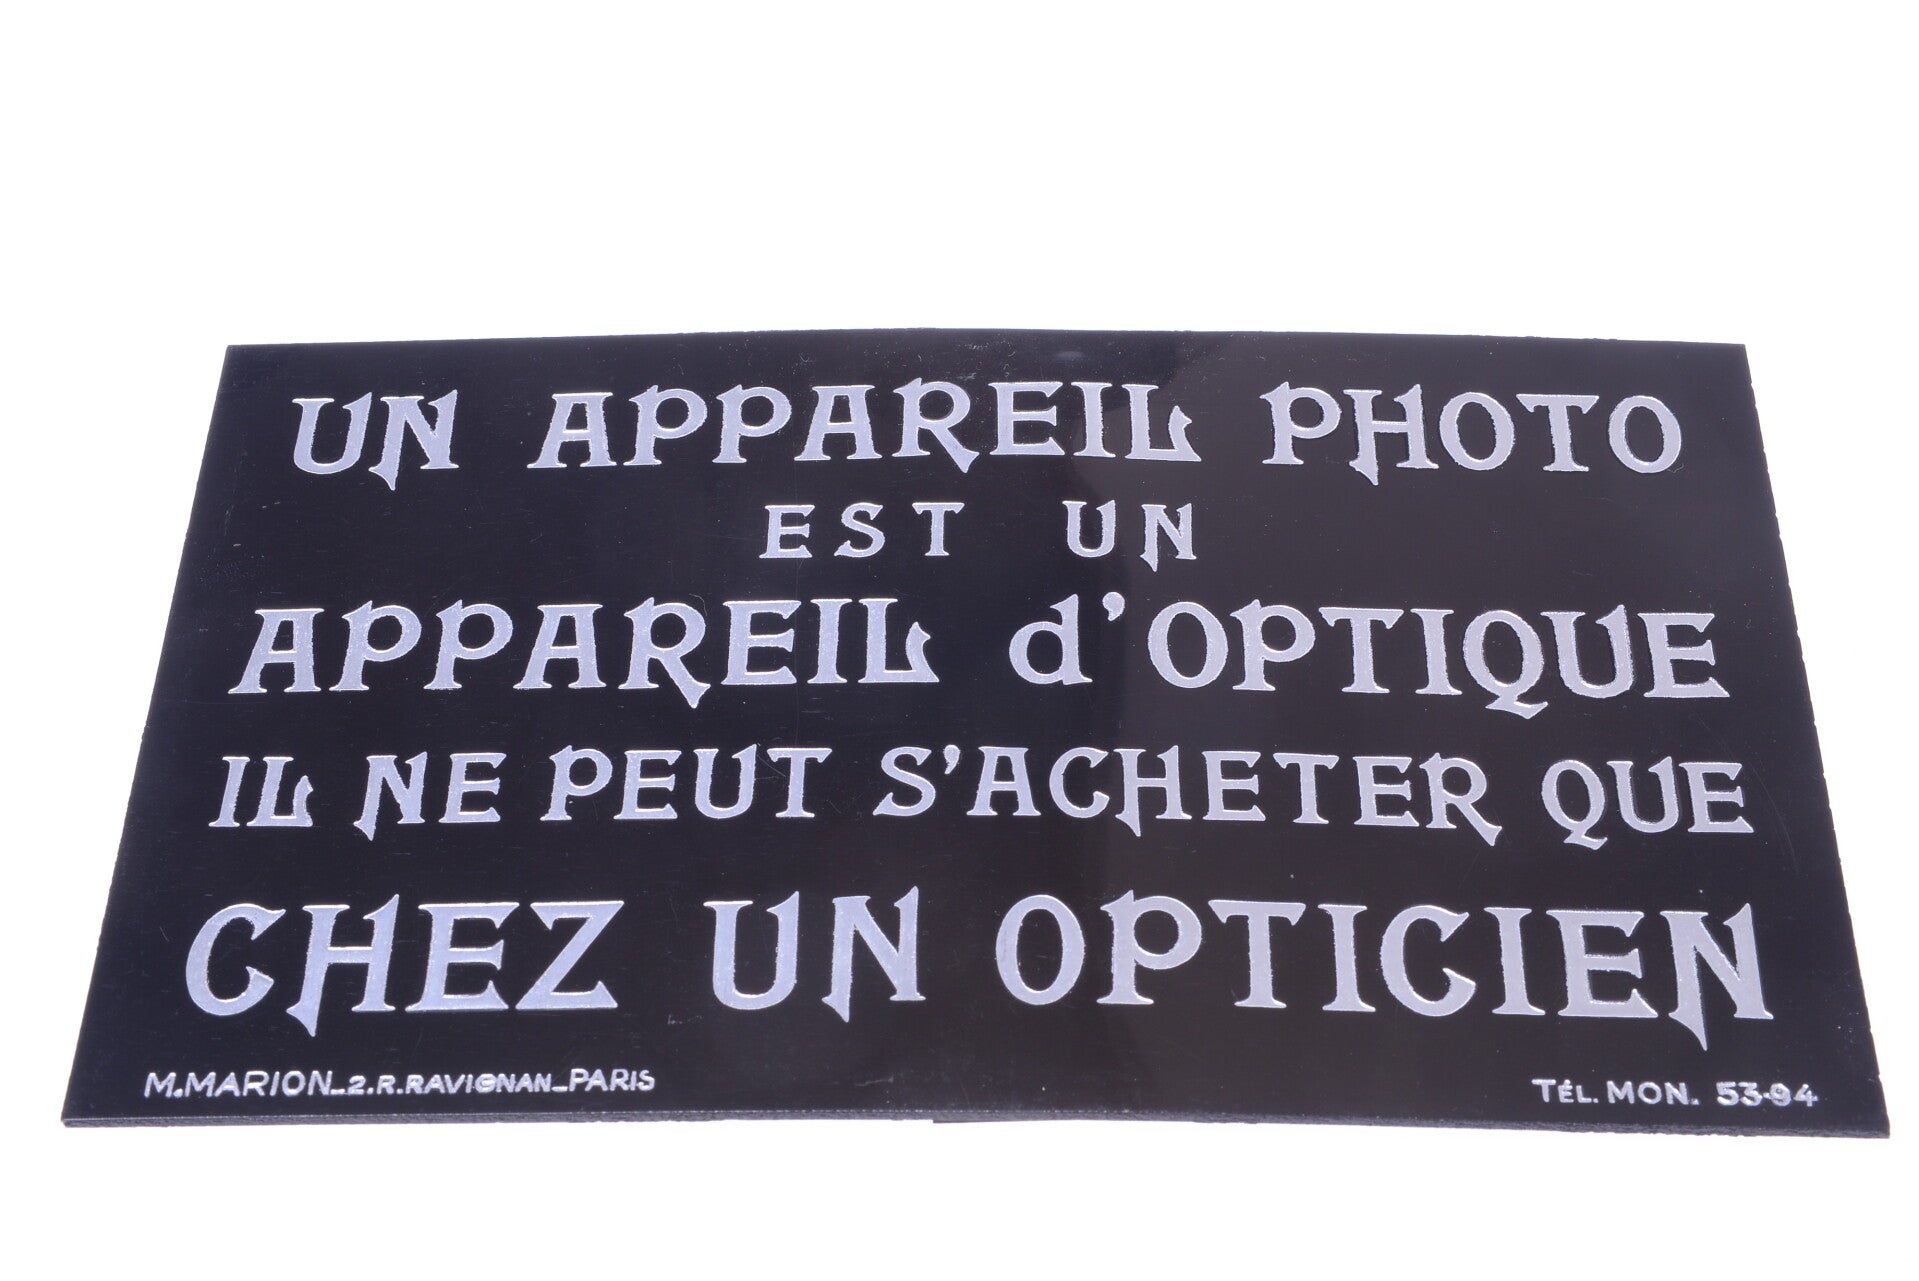 UN APPAREIL PHOTO
EST UN
APPAREIL d'OPTIQUE
IL NE PEUT S'ACHETER QUE
CHEZ UN OPTICIEN
M.MARION_2.R.RAVIGNAN_PARIS
TÉL. MON. 53-94